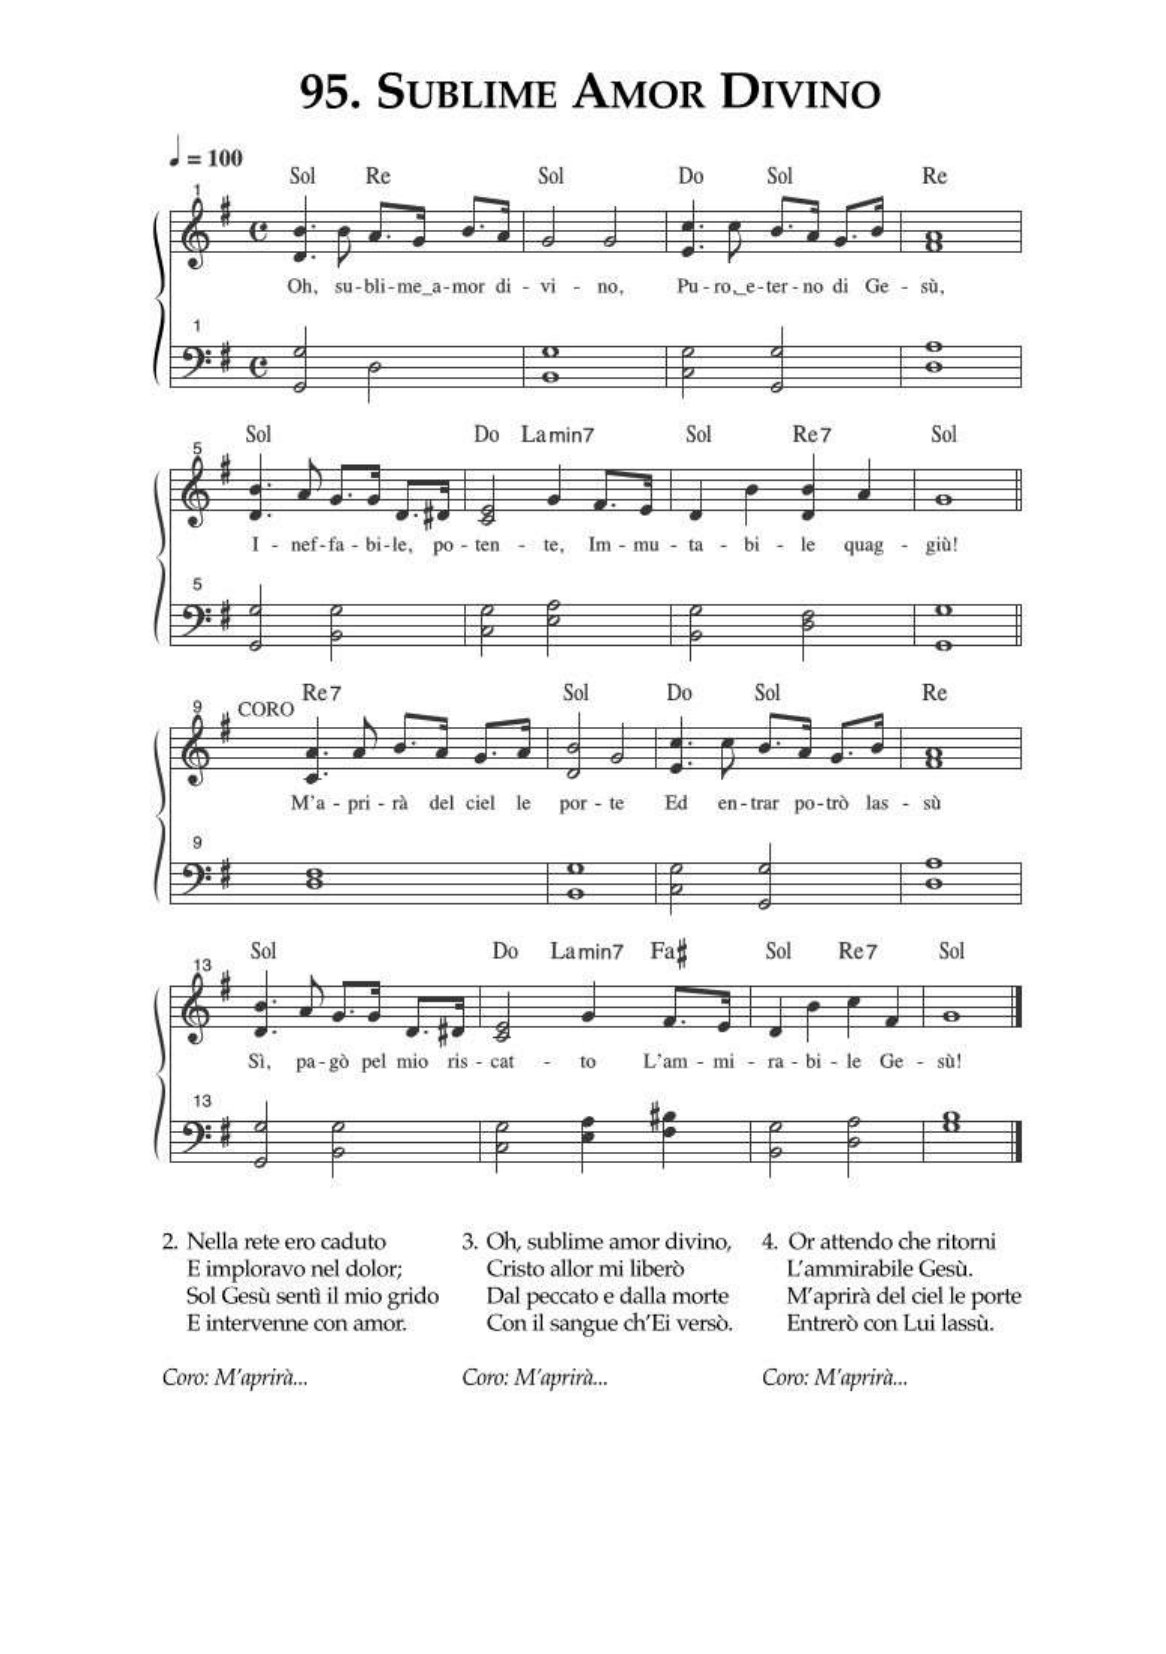 95. SUBLIME AMOR DIVINO
♩ = 100
Sol Re Sol Do Sol Re
1
Oh, su-bli-me_a-mor di - vi - no, Pu-ro,_e-ter-no di Ge - sù,
1
Sol Do Lamin7 Sol Re7 Sol
5
I - nef-fa-bi-le, po-ten - te, Im-mu-ta - bi - le quag - giù!
5
Re7 Sol Do Sol Re
9 CORO
M'a - pri - rà del ciel le por - te Ed en-trar po-trò las - sù
9
Sol Do Lamin7 Fa# Sol Re7 Sol
13
Sì, pa-gò pel mio ris-cat - to L'am-mi - ra-bi-le Ge - sù!
13
2. Nella rete ero caduto
E imploravo nel dolor;
Sol Gesù sentì il mio grido
E intervenne con amor.
Coro: M'aprirà...
3. Oh, sublime amor divino,
Cristo allor mi liberò
Dal peccato e dalla morte
Con il sangue ch'Ei versò.
Coro: M'aprirà...
4. Or attendo che ritorni
L'ammirabile Gesù.
M'aprirà del ciel le porte
Entrerò con Lui lassù.
Coro: M'aprirà...